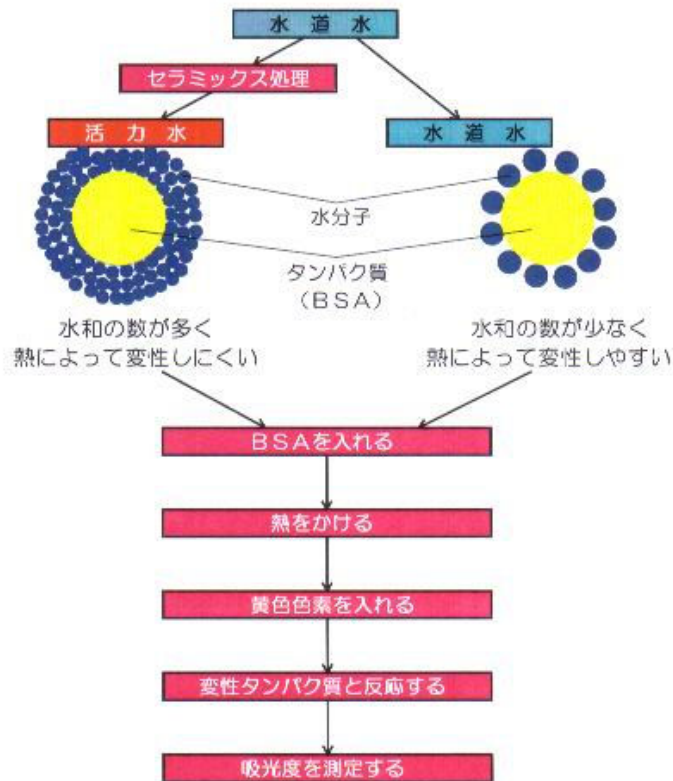 水道水
セラミックス処理
活力水
水道水
水分子
タンパク質
（ＢＳＡ）
水和の数が多く
熱によって変性しにくい
水和の数が少なく
熱によって変性しやすい
ＢＳＡを入れる
熱をかける
黄色色素を入れる
変性タンパク質と反応する
吸光度を測定する